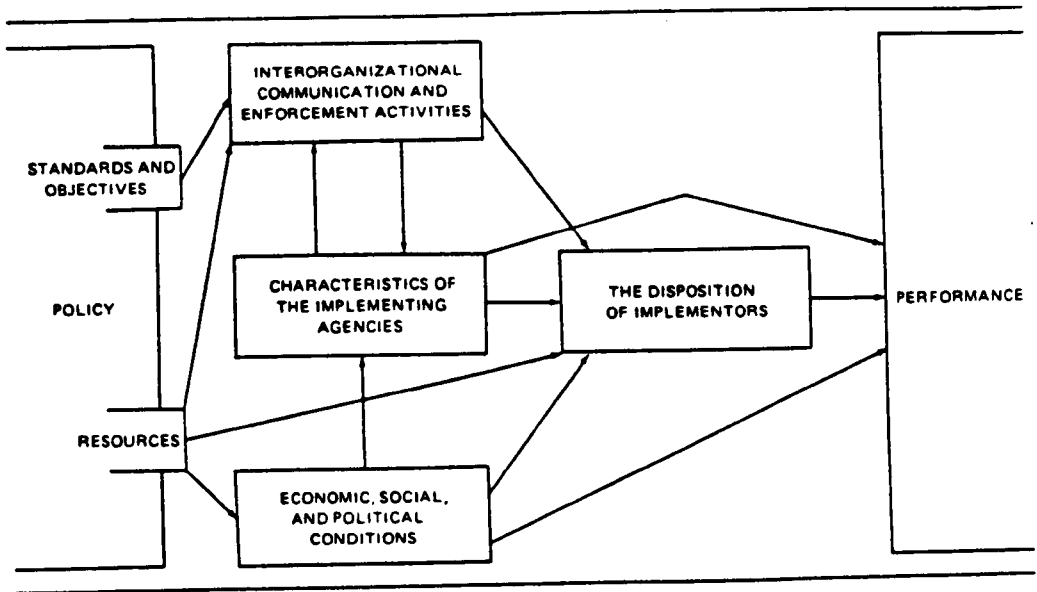 INTERORGANIZATIONAL
COMMUNICATION AND
ENFORCEMENT ACTIVITIES
STANDARDS AND
OBJECTIVES
POLICY
CHARACTERISTICS OF
THE IMPLEMENTING
AGENCIES
THE DISPOSITION
OF IMPLEMENTORS
PERFORMANCE
RESOURCES
ECONOMIC, SOCIAL,
AND POLITICAL
CONDITIONS